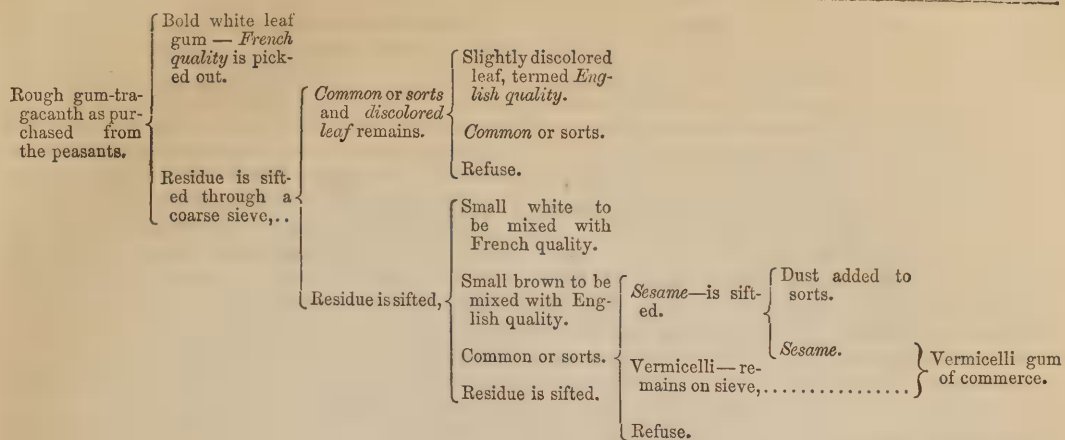 Rough gum-tra-
gacanth as pur-
chased from
the peasants.
Bold white leaf
gum — French
quality is pick-
ed out.
Residue is sift-
ed through a
coarse sieve,..
Common or sorts
and discolored
leaf remains.
Slightly discolored
leaf, termed Eng-
lish quality.
Common or sorts.
Refuse.
Residue is sifted,
Small white to
be mixed with
French quality.
Small brown to be
mixed with Eng-
lish quality.
Common or sorts.
Residue is sifted.
Sesame—is sift-
ed.
Dust added to
sorts.
Sesame.
Vermicelli—re-
mains on sieve,................
Vermicelli gum
of commerce.
Refuse.